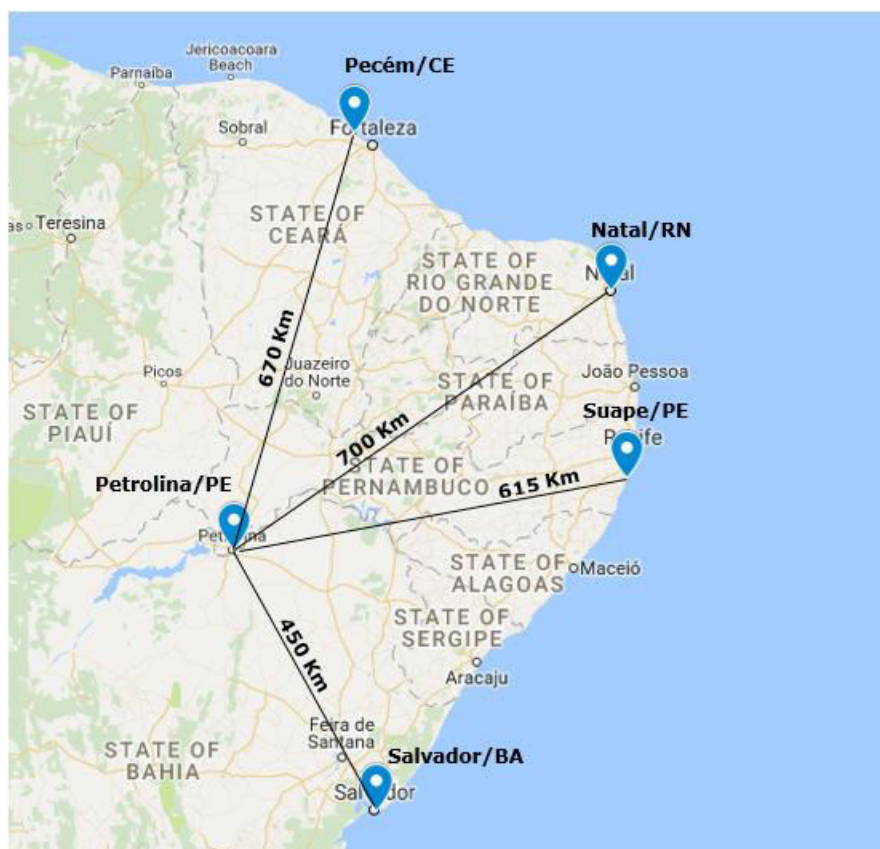 Jericoacoara
Beach
Pecém/CE
Parnaíba
Sobral
Fortaleza
Teresina
STATE OF
CEARÁ
Natal/RN
STATE OF
RIO GRANDE
DO NORTE
670 Km
Juazeiro
do Norte
Picos
João Pessoa
STATE OF
PARAÍBA
STATE OF
PIAUÍ
Suape/PE
700 Km
STATE OF
PERNAMBUCO
615 Km
Petrolina/PE
STATE OF
ALAGOAS
Maceió
STATE OF
SERGIPE
450 Km
Aracaju
Feira de
Santana
STATE OF
BAHIA
Salvador/BA
Salvador